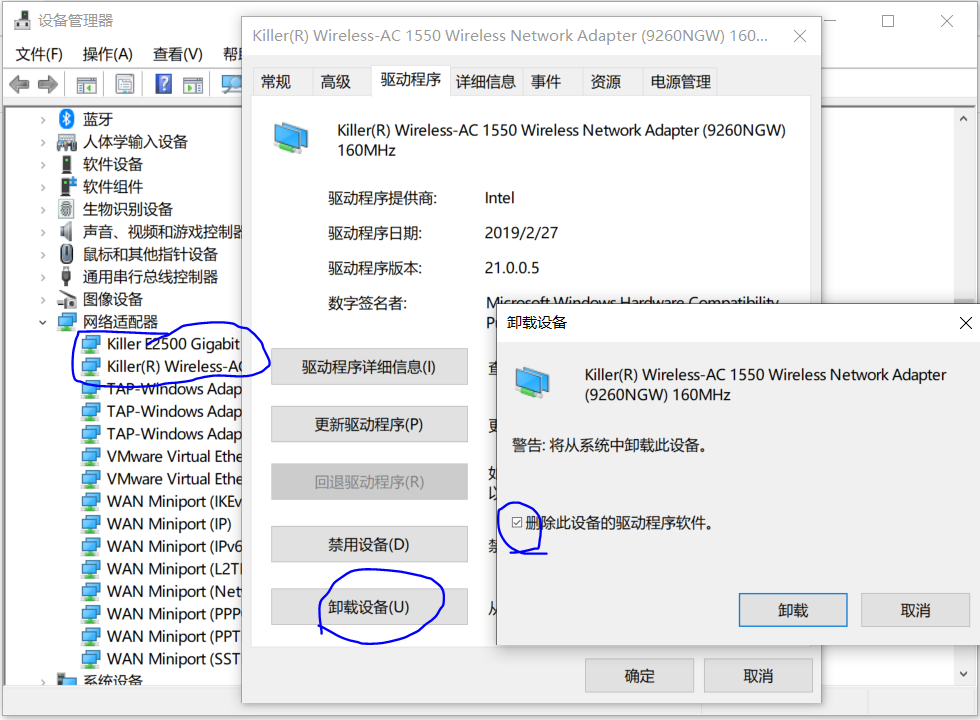 设备管理器
文件(F) 操作(A) 查看(V) 帮
蓝牙
人体学输入设备
软件设备
软件组件
生物识别设备
声音、视频和游戏控制器
鼠标和其他指针设备
通用串行总线控制器
图像设备
网络适配器
Killer E2500 Gigabit
Killer(R) Wireless-AC
TAP-Windows Adap
TAP-Windows Adap
TAP-Windows Adap
VMware Virtual Ethe
VMware Virtual Ethe
WAN Miniport (IKEv
WAN Miniport (IP)
WAN Miniport (IPv6
WAN Miniport (L2TI
WAN Miniport (Net
WAN Miniport (PPP
WAN Miniport (PPT
WAN Miniport (SST
系统设备
Killer(R) Wireless-AC 1550 Wireless Network Adapter (9260NGW) 160...
常规 高级 驱动程序 详细信息 事件 资源 电源管理
Killer(R) Wireless-AC 1550 Wireless Network Adapter (9260NGW)
160MHz
驱动程序提供商: Intel
驱动程序日期: 2019/2/27
驱动程序版本: 21.0.0.5
数字签名者: Microsoft Windows Hardware Compatibility
驱动程序详细信息(I)
更新驱动程序(P)
回退驱动程序(R)
禁用设备(D)
卸载设备(U)
确定 取消
卸载设备
Killer(R) Wireless-AC 1550 Wireless Network Adapter
(9260NGW) 160MHz
警告: 将从系统中卸载此设备。
删除此设备的驱动程序软件。
卸载 取消